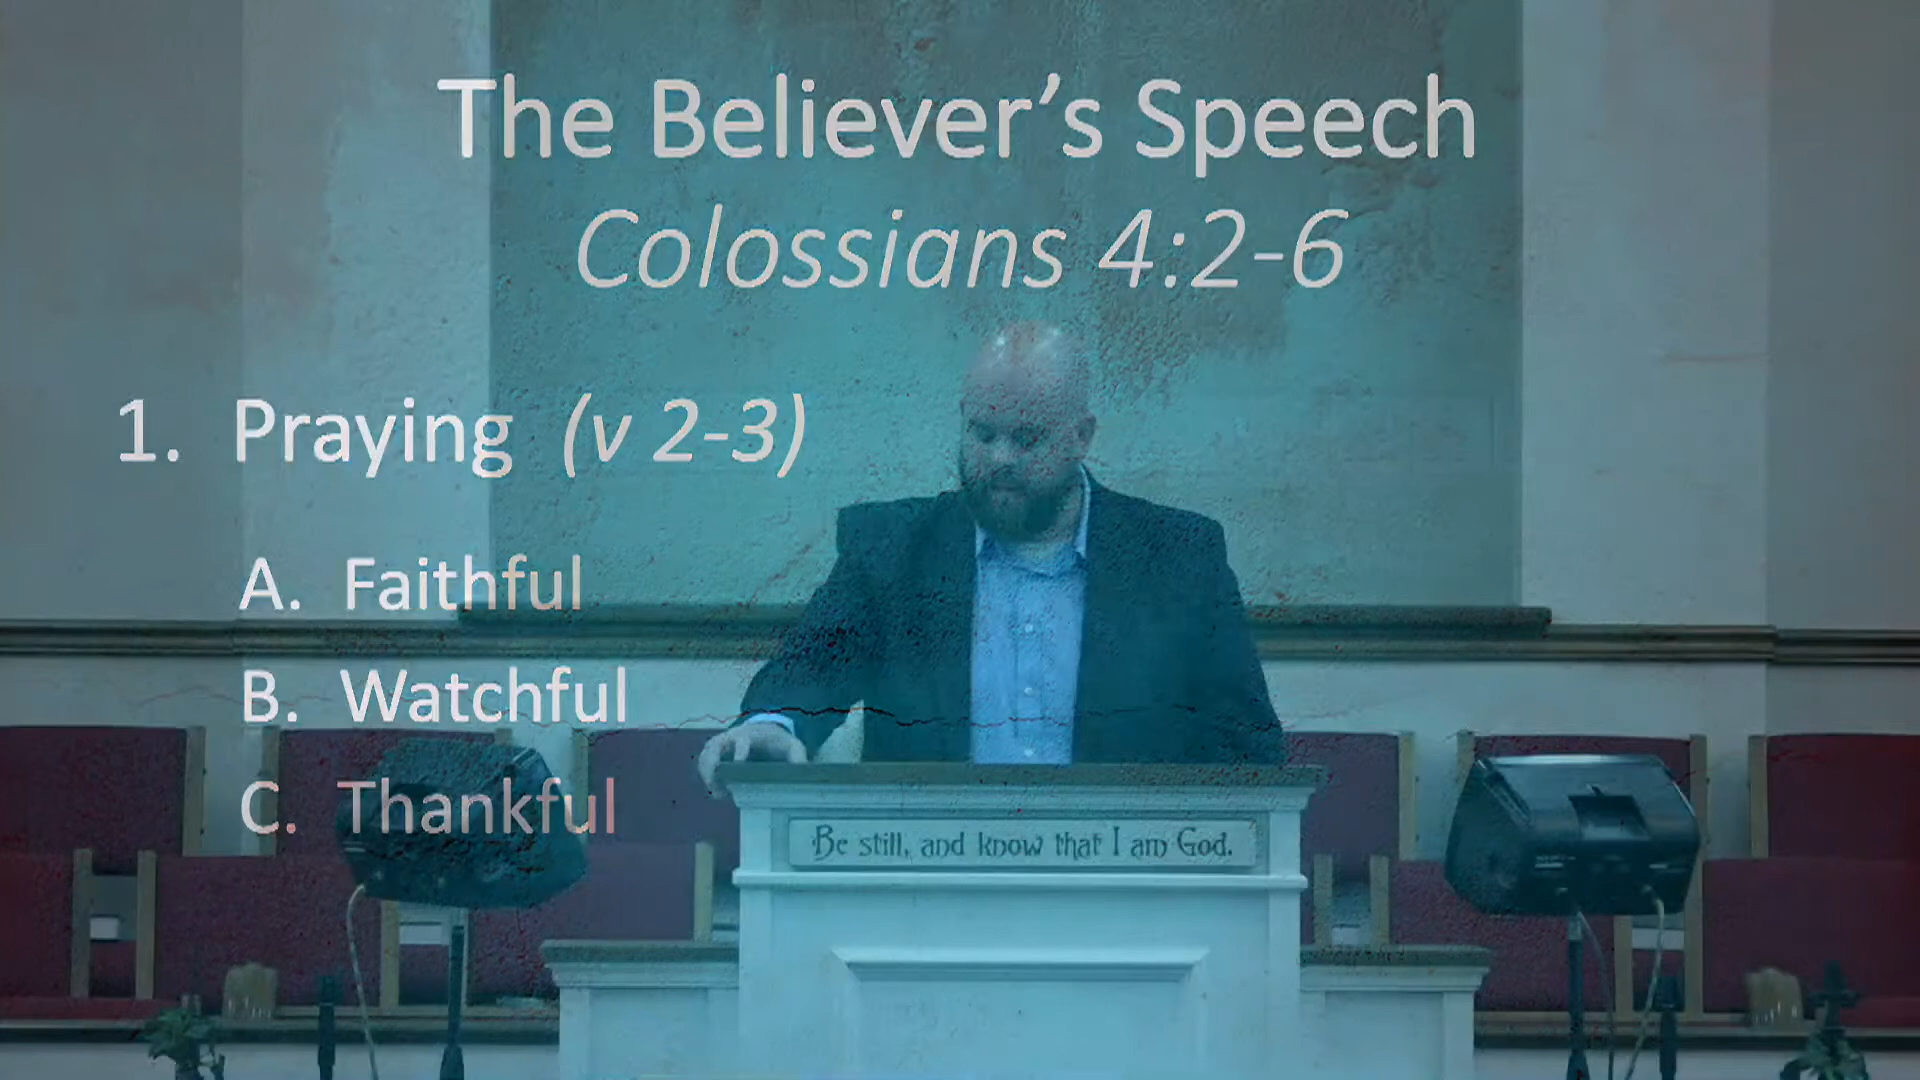 The Believer’s Speech
Colossians 4:2-6
1. Praying (v 2-3)
A. Faithful
B. Watchful
C. Thankful
Be still, and know that I am God.